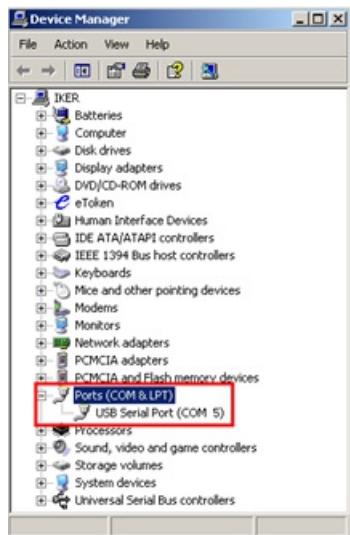 Device Manager
File Action View Help
IKER
Batteries
Computer
Disk drives
Display adapters
DVD/CD-ROM drives
eToken
Human Interface Devices
IDE ATA/ATAPI controllers
IEEE 1394 Bus host controllers
Keyboards
Mice and other pointing devices
Modems
Monitors
Network adapters
PCMCIA adapters
PCMCIA and Flash memory devices
Ports (COM & LPT)
USB Serial Port (COM 5)
Processors
Sound, video and game controllers
Storage volumes
System devices
Universal Serial Bus controllers